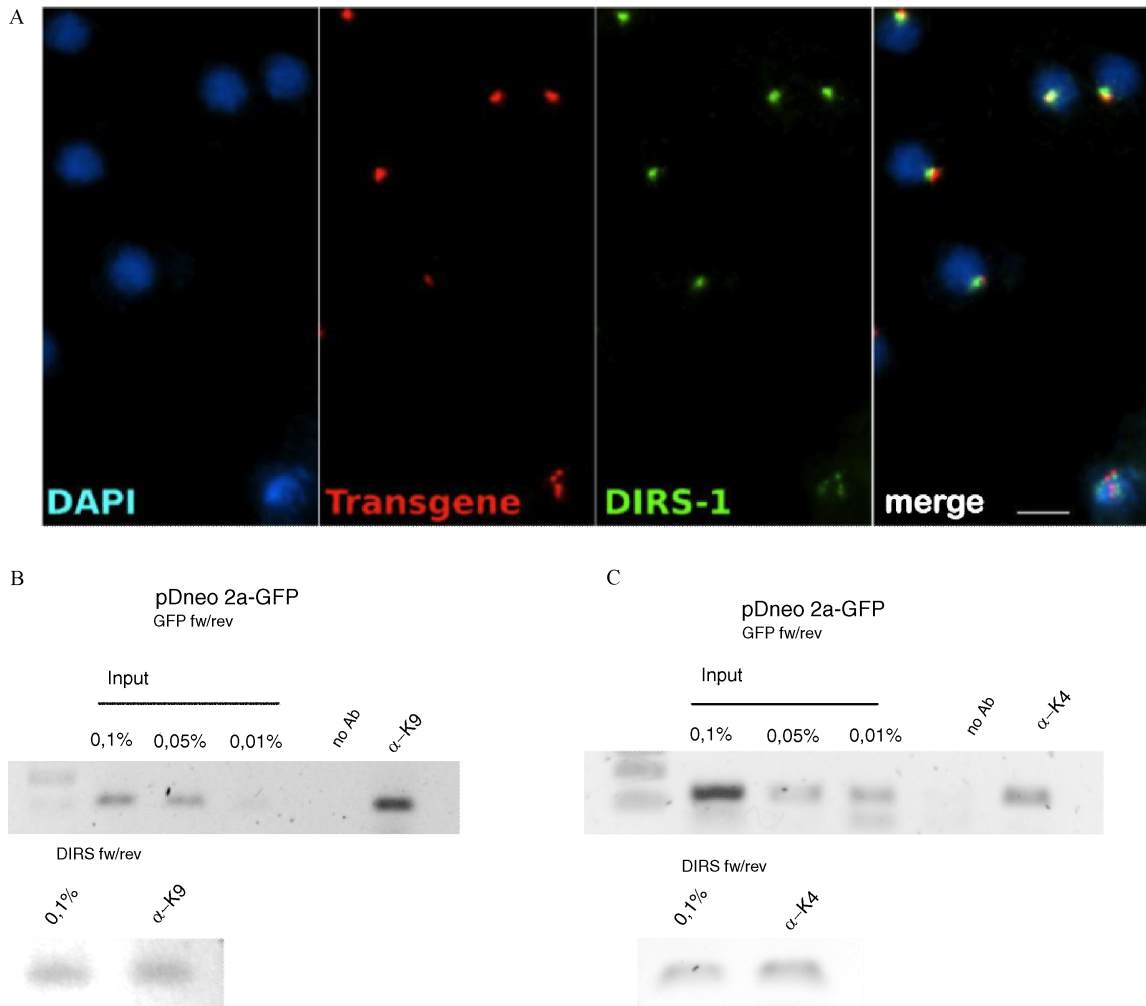 A
DAPI
Transgene
DIRS-1
merge
B
pDneo 2a-GFP
GFP fw/rev
Input
0,1%
0,05%
0,01%
no Ab
α–K9
DIRS fw/rev
0,1%
α–K9
C
pDneo 2a-GFP
GFP fw/rev
Input
0,1%
0,05%
0,01%
no Ab
α–K4
DIRS fw/rev
0,1%
α–K4